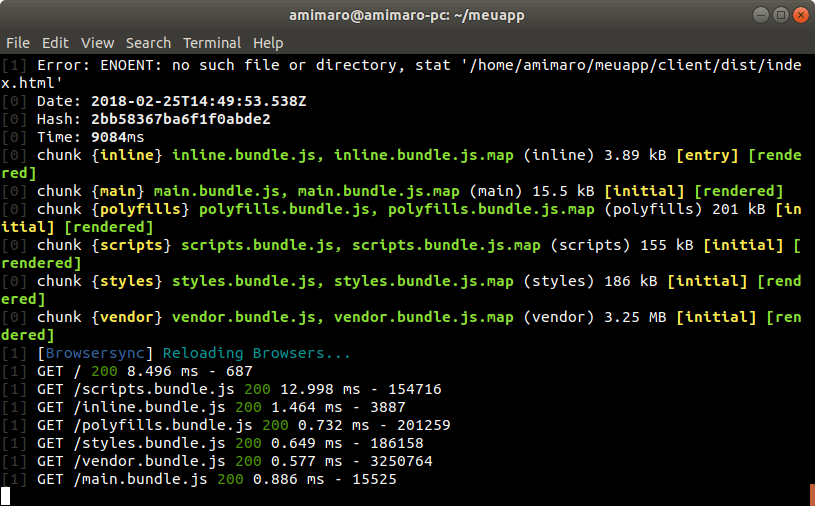 amimaro@amimaro-pc: ~/meuapp
File Edit View Search Terminal Help
[1] Error: ENOENT: no such file or directory, stat '/home/amimaro/meuapp/client/dist/inde
x.html'
[0] Date: 2018-02-25T14:49:53.538Z
[0] Hash: 2bb58367ba6f1f0abde2
[0] Time: 9084ms
[0] chunk {inline} inline.bundle.js, inline.bundle.js.map (inline) 3.89 kB [entry] [rende
red]
[0] chunk {main} main.bundle.js, main.bundle.js.map (main) 15.5 kB [initial] [rendered]
[0] chunk {polyfills} polyfills.bundle.js, polyfills.bundle.js.map (polyfills) 201 kB [in
itial] [rendered]
[0] chunk {scripts} scripts.bundle.js, scripts.bundle.js.map (scripts) 155 kB [initial] [
rendered]
[0] chunk {styles} styles.bundle.js, styles.bundle.js.map (styles) 186 kB [initial] [rend
ered]
[0] chunk {vendor} vendor.bundle.js, vendor.bundle.js.map (vendor) 3.25 MB [initial] [ren
dered]
[1] [Browsersync] Reloading Browsers...
[1] GET / 200 8.496 ms - 687
[1] GET /scripts.bundle.js 200 12.998 ms - 154716
[1] GET /inline.bundle.js 200 1.464 ms - 3887
[1] GET /polyfills.bundle.js 200 0.732 ms - 201259
[1] GET /styles.bundle.js 200 0.649 ms - 186158
[1] GET /vendor.bundle.js 200 0.577 ms - 3250764
[1] GET /main.bundle.js 200 0.886 ms - 15525